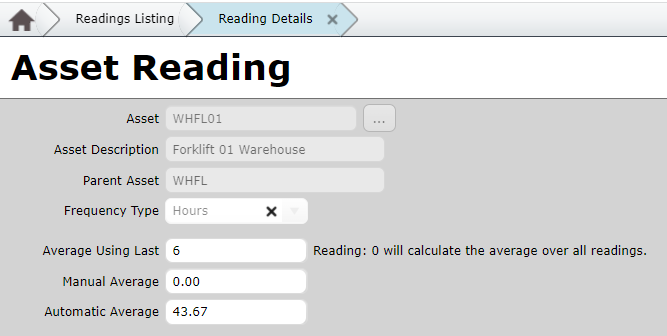 Readings Listing Reading Details
Asset Reading
Asset WHFL01 ...
Asset Description Forklift 01 Warehouse
Parent Asset WHFL
Frequency Type Hours
Average Using Last 6 Reading: 0 will calculate the average over all readings.
Manual Average 0.00
Automatic Average 43.67